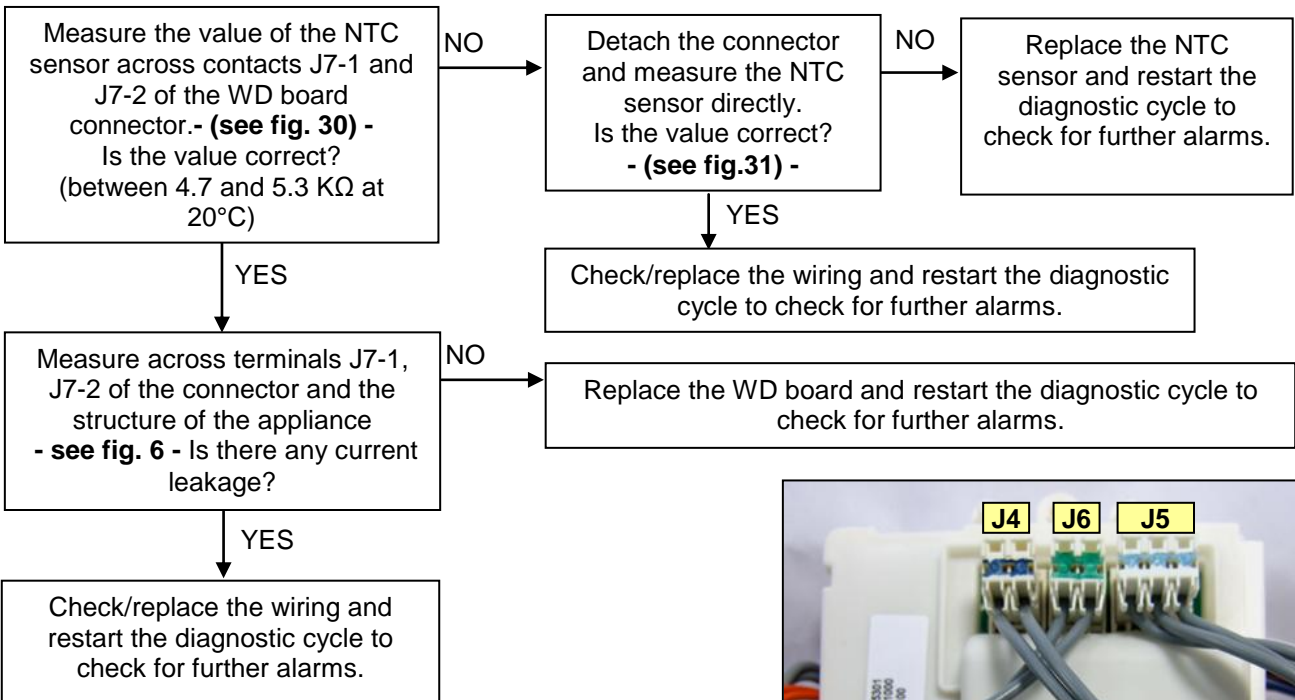 Measure the value of the NTC
sensor across contacts J7-1 and
J7-2 of the WD board
connector.- (see fig. 30) -
Is the value correct?
(between 4.7 and 5.3 KΩ at
20°C)
NO
Detach the connector
and measure the NTC
sensor directly.
Is the value correct?
- (see fig.31) -
NO
Replace the NTC
sensor and restart the
diagnostic cycle to
check for further alarms.
YES
Check/replace the wiring and restart the diagnostic
cycle to check for further alarms.
YES
Measure across terminals J7-1,
J7-2 of the connector and the
structure of the appliance
- see fig. 6 - Is there any current
leakage?
NO
Replace the WD board and restart the diagnostic cycle to
check for further alarms.
YES
Check/replace the wiring and
restart the diagnostic cycle to
check for further alarms.
J4
J6
J5